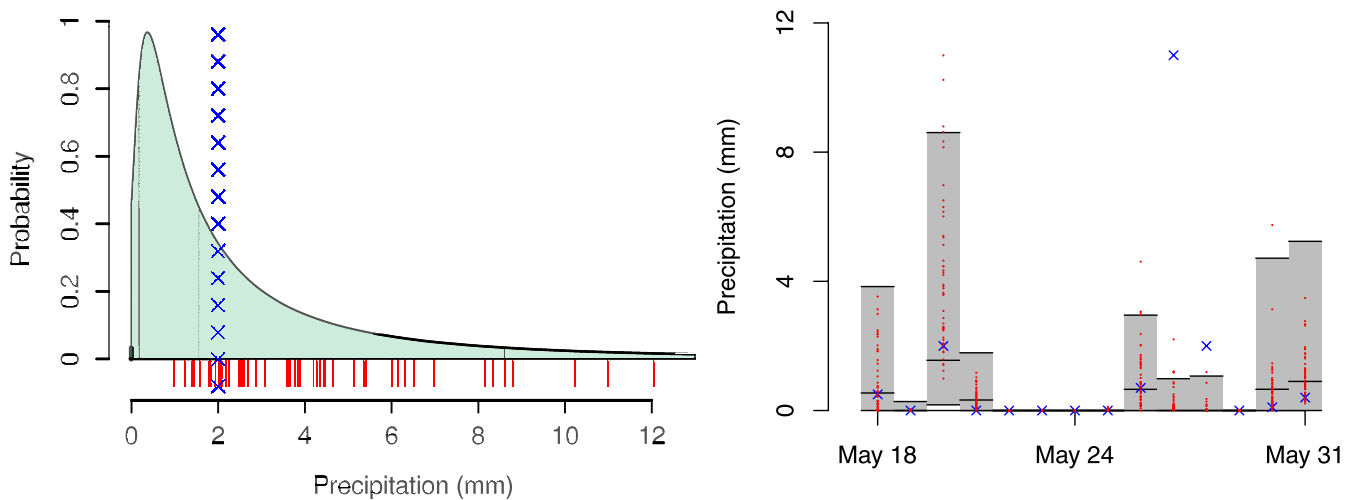 Probability
0 0.2 0.4 0.6 0.8 1
0 2 4 6 8 10 12
Precipitation (mm)
Precipitation (mm)
0 4 8 12
May 18 May 24 May 31